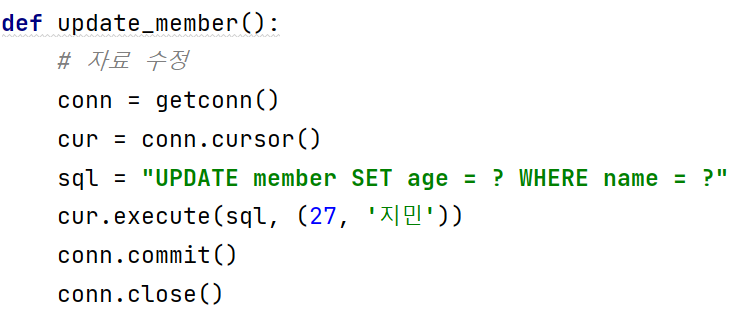 def update_member():
    # 자료 수정
    conn = getconn()
    cur = conn.cursor()
    sql = "UPDATE member SET age = ? WHERE name = ?"
    cur.execute(sql, (27, '지민'))
    conn.commit()
    conn.close()